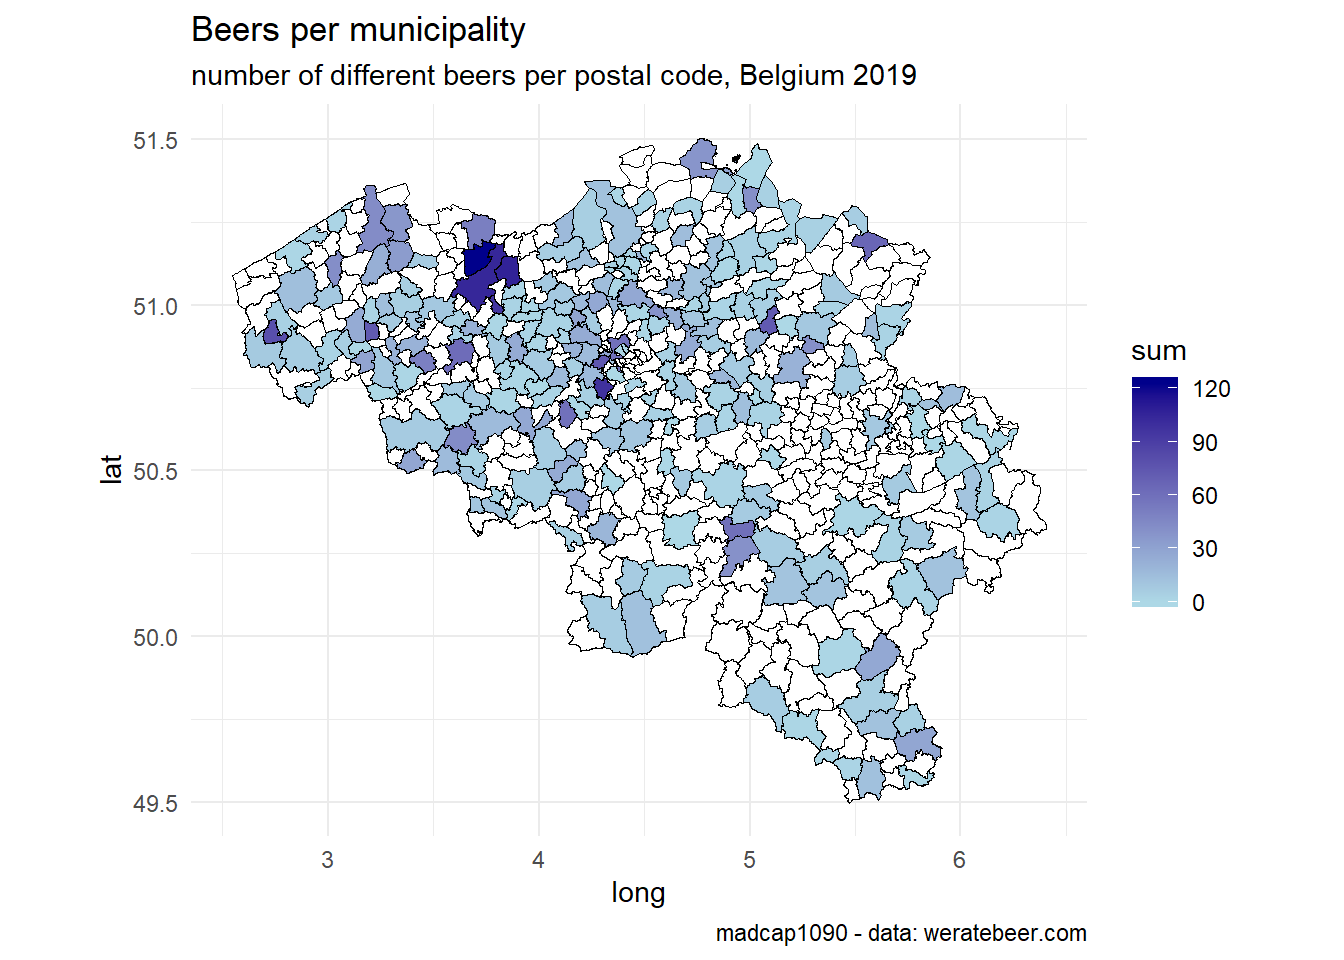 Beers per municipality
number of different beers per postal code, Belgium 2019
51.5
51.0
50.5
50.0
49.5
lat
3
4
5
6
long
sum
120
90
60
30
0
madcap1090 - data: weratebeer.com